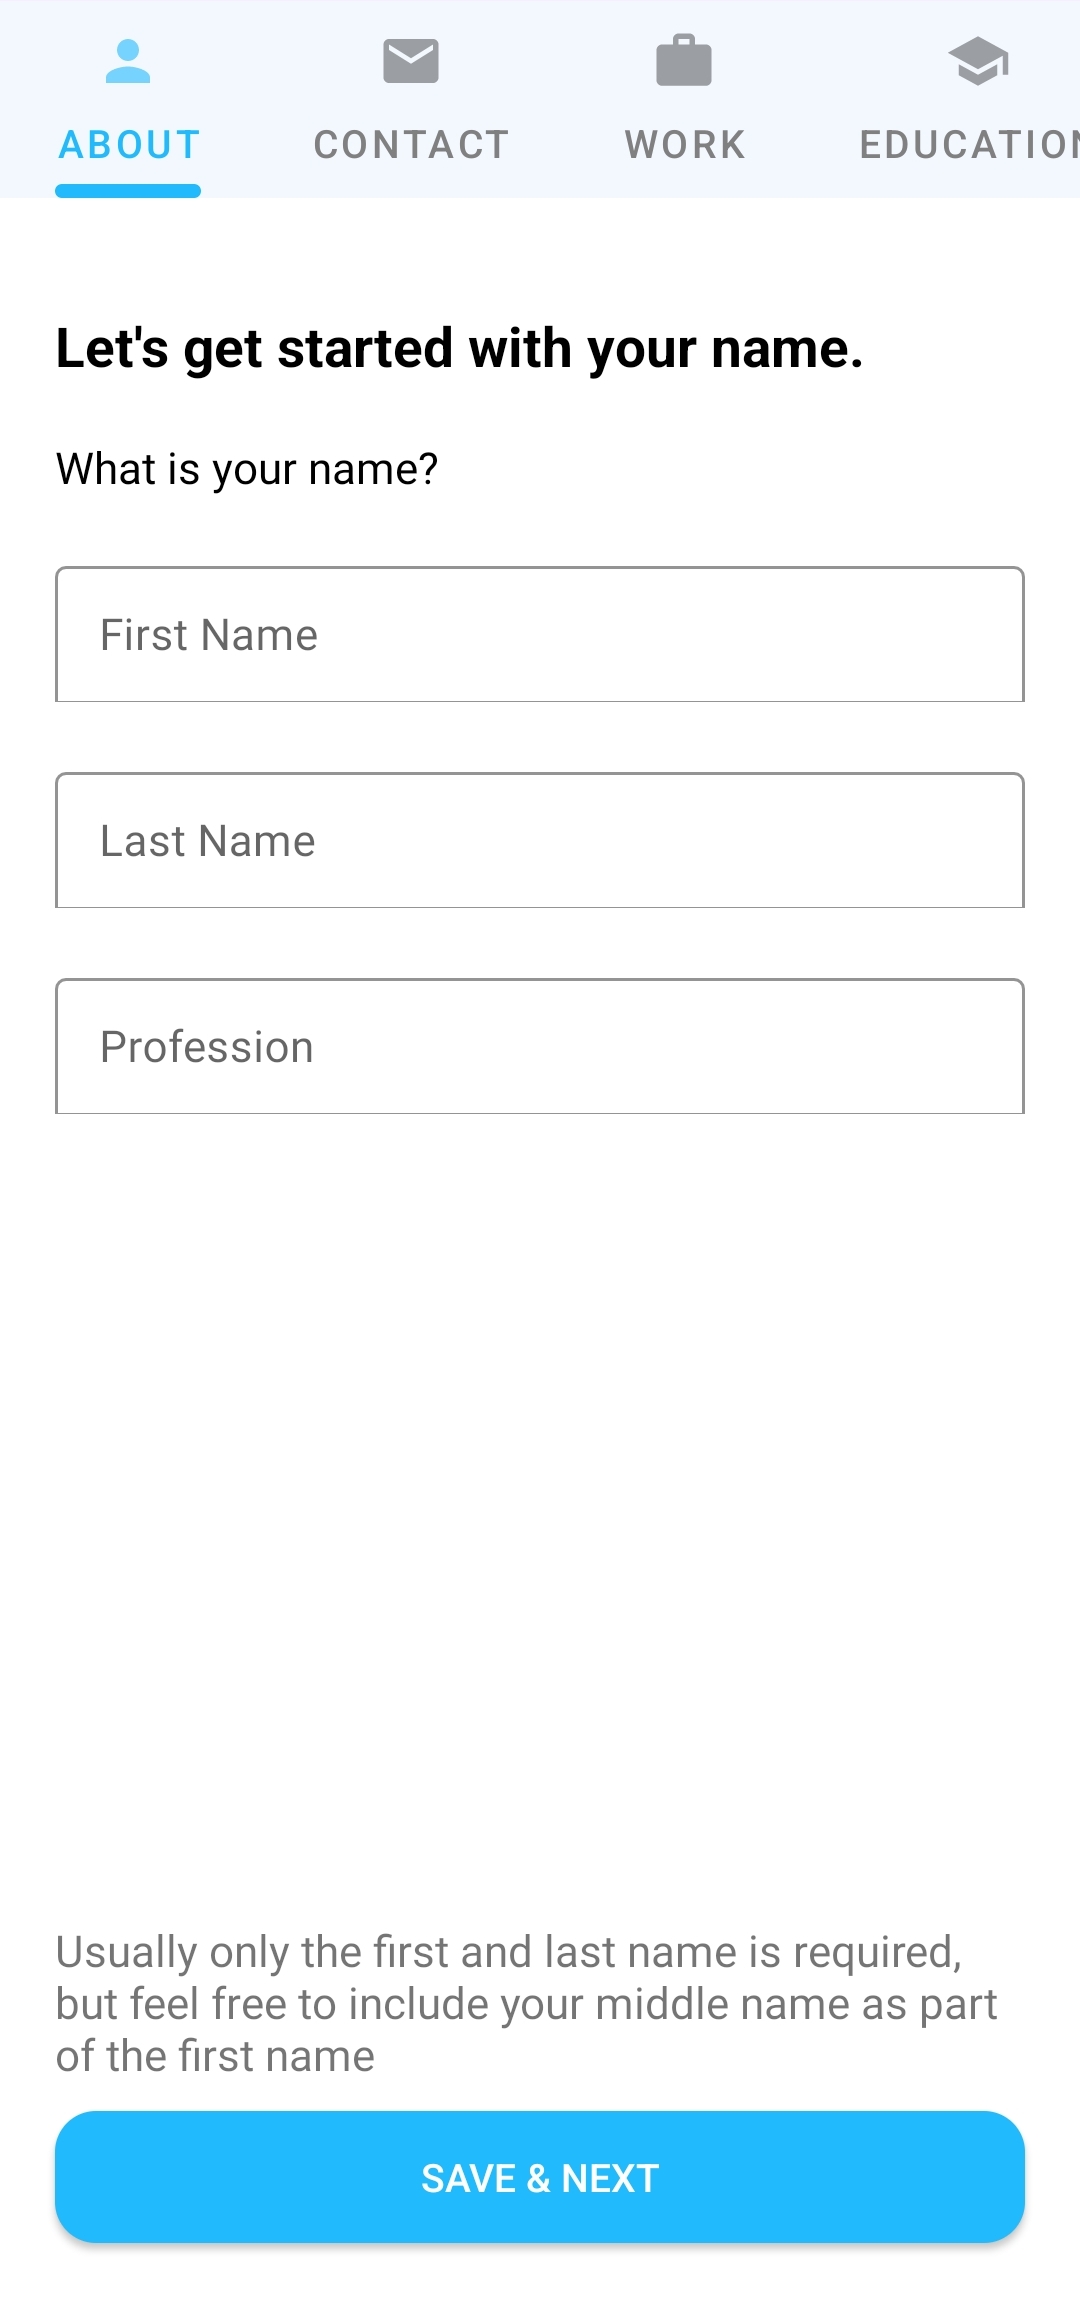 ABOUT CONTACT WORK EDUCATION
Let's get started with your name.
What is your name?
First Name
Last Name
Profession
Usually only the first and last name is required,
but feel free to include your middle name as part
of the first name
SAVE & NEXT